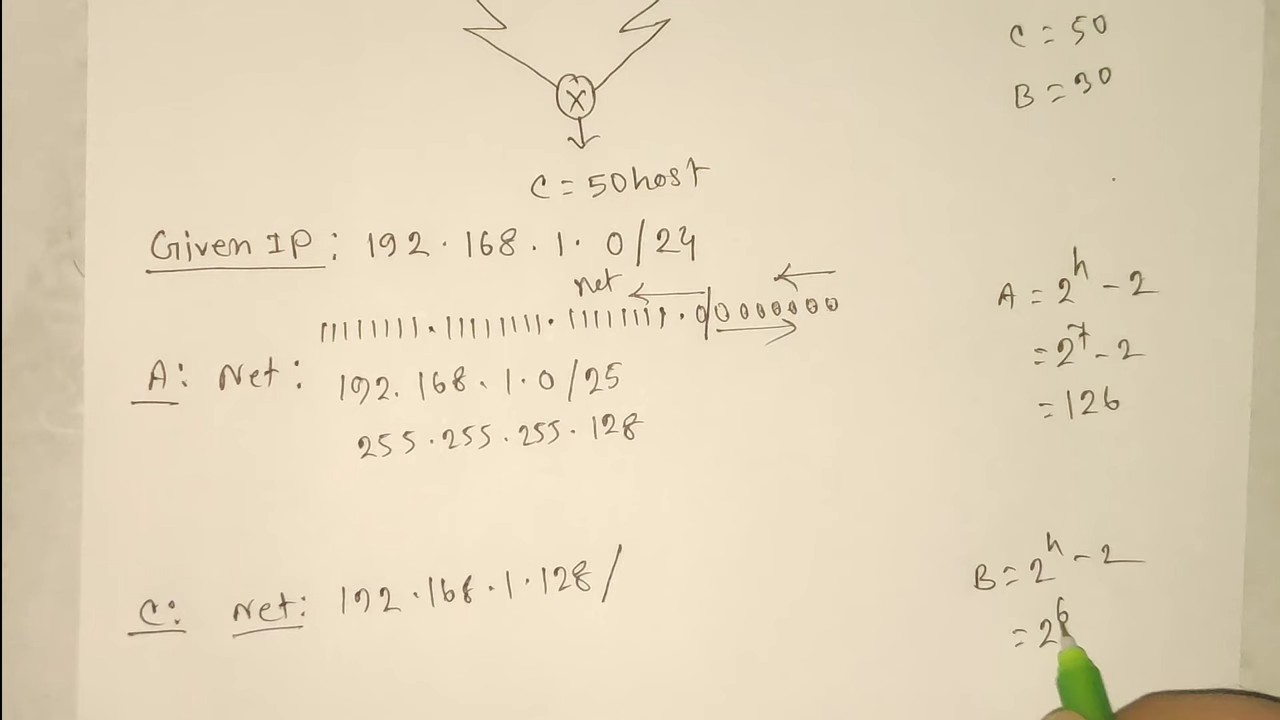 C = 50
B = 30
X
C = 50 host
Given IP: 192.168.1.0/24
net
11111111.11111111.11111111.00000000
A = 2^h - 2
= 2^7 - 2
= 126
A: Net: 192.168.1.0/25
255.255.255.128
C: Net: 192.168.1.128/
B = 2^h - 2
= 2^6